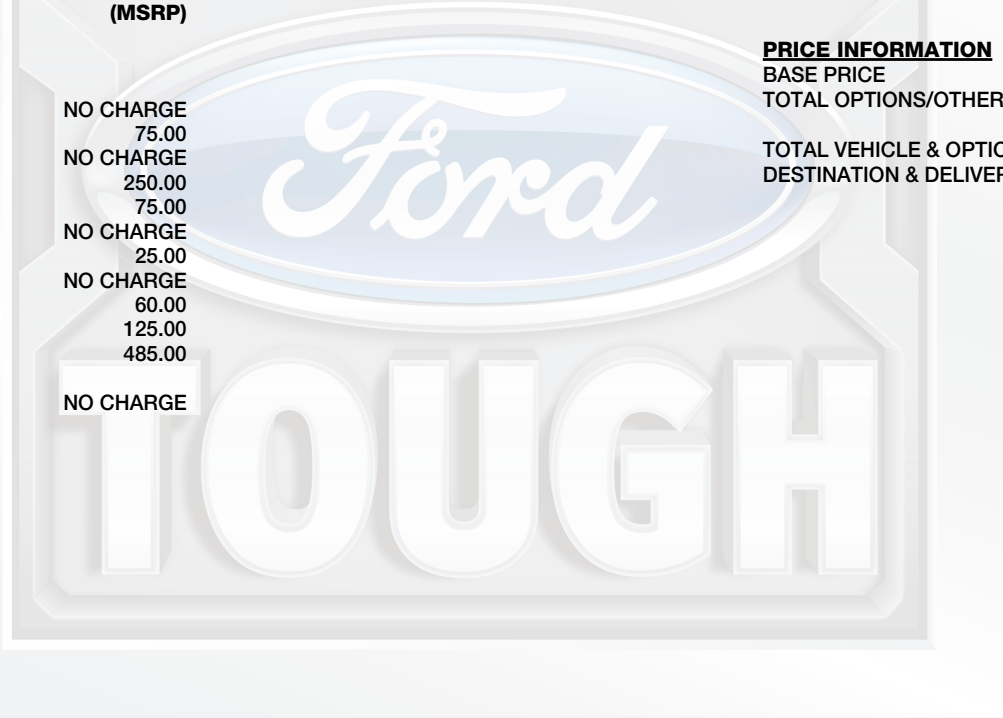 (MSRP)
NO CHARGE
75.00
NO CHARGE
250.00
75.00
NO CHARGE
25.00
NO CHARGE
60.00
125.00
485.00
NO CHARGE
PRICE INFORMATION
BASE PRICE
TOTAL OPTIONS/OTHER
TOTAL VEHICLE & OPTIO
DESTINATION & DELIVER
Ford
TOUGH